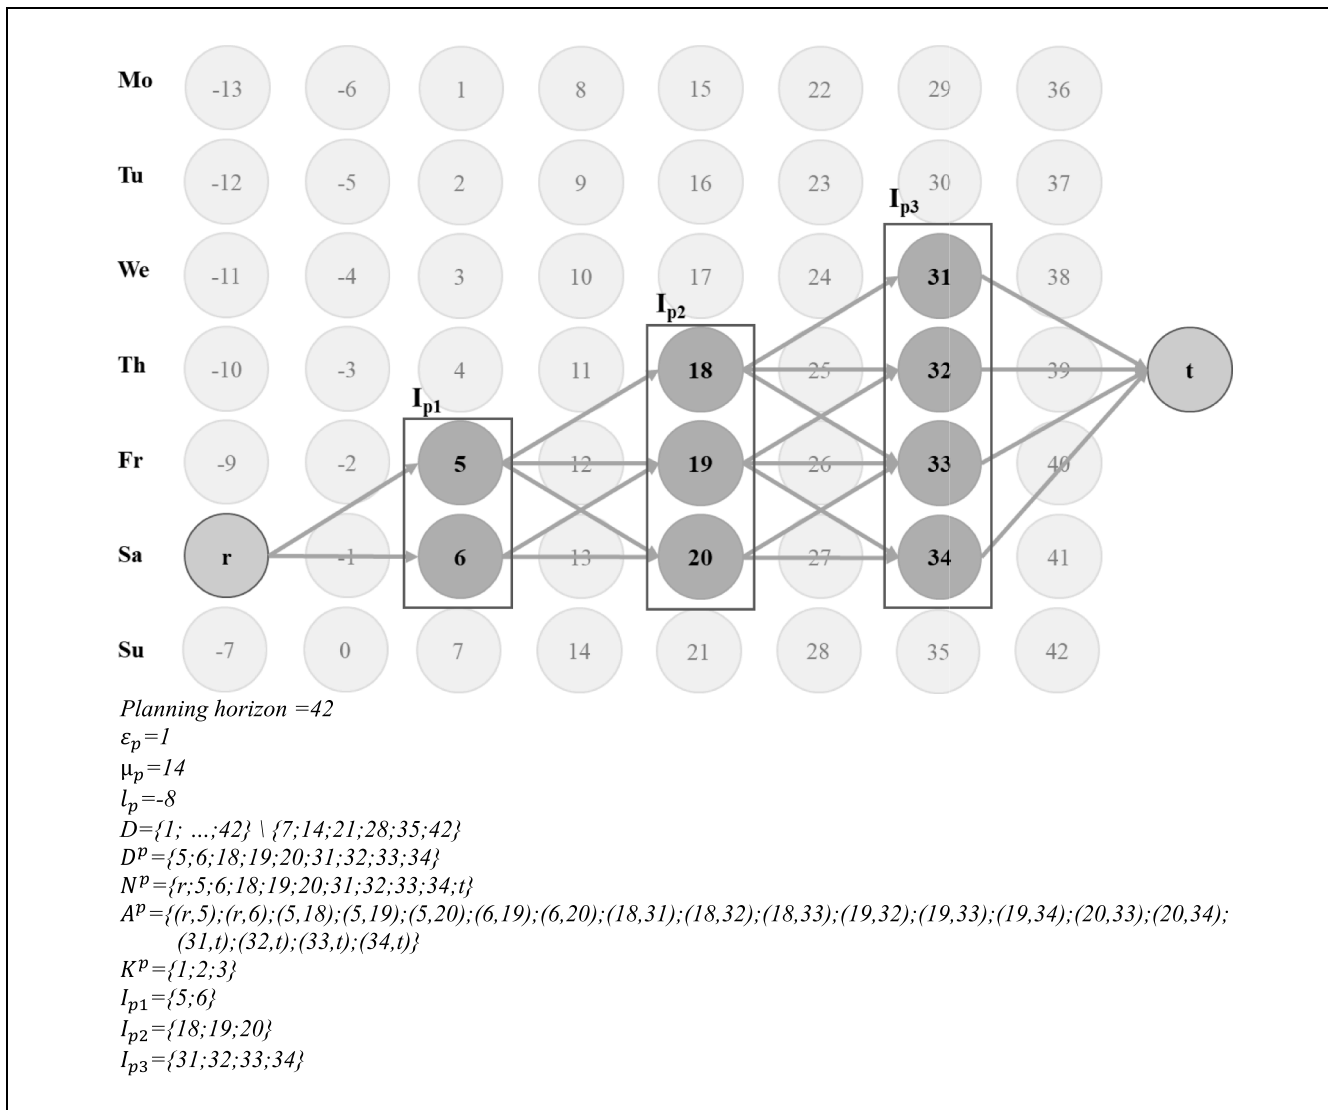 Mo -13 -6 1 8 15 22 29 36
Tu -12 -5 2 9 16 23 30 37
I_p3
We -11 -4 3 10 17 24 31 38
I_p2
Th -10 -3 4 11 18 25 32 39 t
I_p1
Fr -9 -2 5 12 19 26 33 40
Sa r -1 6 13 20 27 34 41
Su -7 0 7 14 21 28 35 42
Planning horizon =42
ε_p=1
μ_p=14
l_p=-8
D={1; ...;42} \ {7;14;21;28;35;42}
D^p={5;6;18;19;20;31;32;33;34}
N^p={r;5;6;18;19;20;31;32;33;34;t}
A^p={(r,5);(r,6);(5,18);(5,19);(5,20);(6,19);(6,20);(18,31);(18,32);(18,33);(19,32);(19,33);(19,34);(20,33);(20,34);
(31,t);(32,t);(33,t);(34,t)}
K^p={1;2;3}
I_p1={5;6}
I_p2={18;19;20}
I_p3={31;32;33;34}